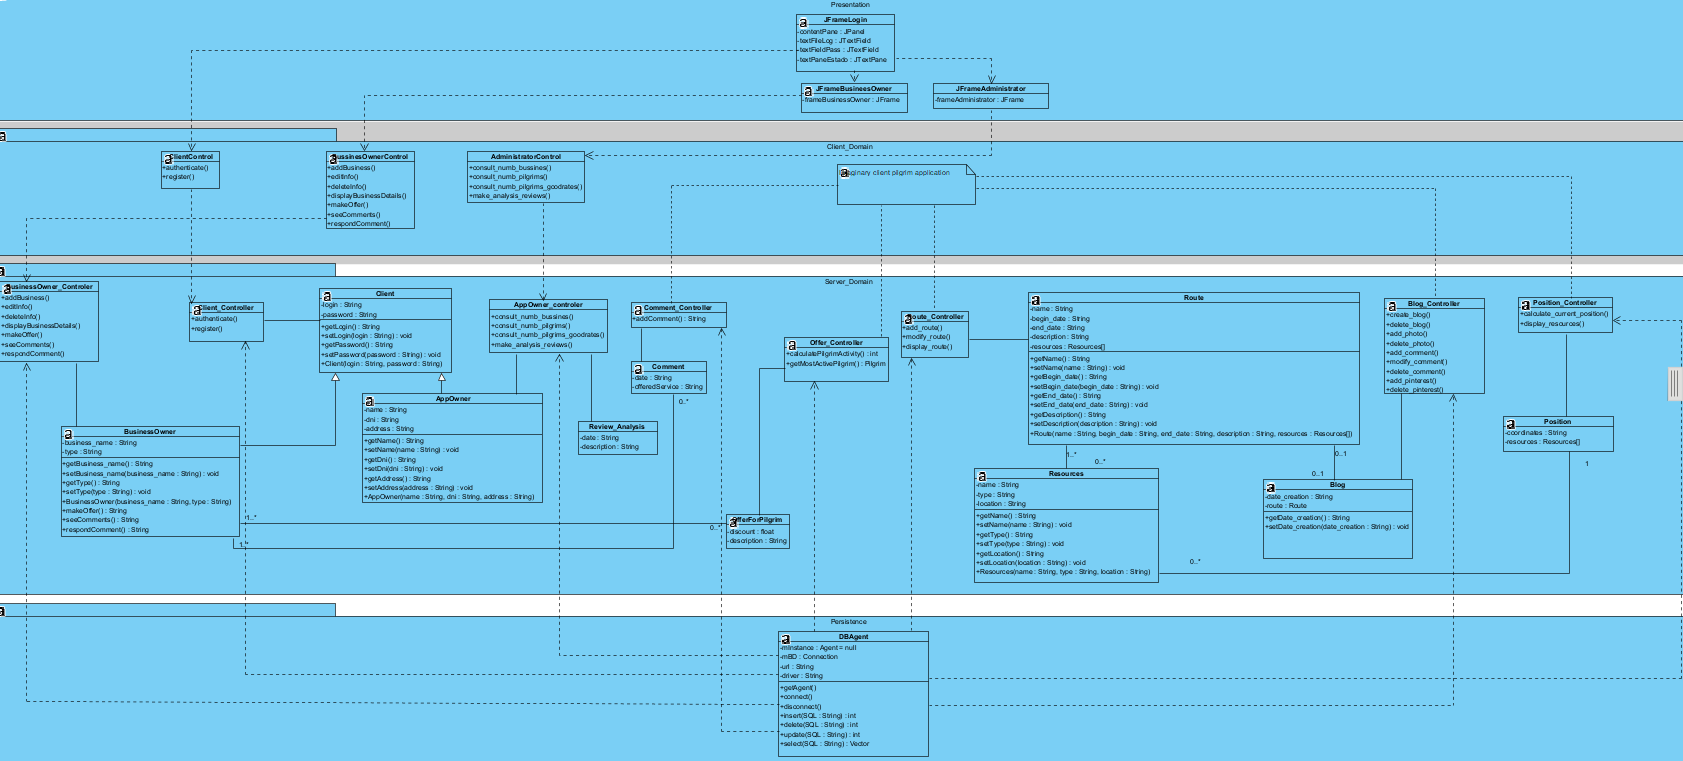 Presentation
JFrameLogin
-contentPane : JPanel
-textFileLog : JTextField
-textFieldPass : JTextField
-textPaneEstado : JTextPane
JFrameBusineesOwner
-frameBusinessOwner : JFrame
JFrameAdministrator
-frameAdministrator : JFrame
Client_Domain
ClientControl
+authenticate()
+register()
BussinesOwnerControl
+addBusiness()
+editInfo()
+deleteInfo()
+displayBusinessDetails()
+makeOffer()
+seeComments()
+respondComment()
AdministratorControl
+consult_numb_bussines()
+consult_numb_pilgrims()
+consult_numb_pilgrims_goodrates()
+make_analysis_reviews()
client pilgrim application
Server_Domain
BusinessOwner_Controler
+addBusiness()
+editInfo()
+deleteInfo()
+displayBusinessDetails()
+makeOffer()
+seeComments()
+respondComment()
Client_Controller
+authenticate()
+register()
Client
-login : String
-password : String
+getLogin() : String
+setLogin(login : String) : void
+getPassword() : String
+setPassword(password : String) : void
+Client(login : String, password : String)
AppOwner_controler
+consult_numb_bussines()
+consult_numb_pilgrims()
+consult_numb_pilgrims_goodrates()
+make_analysis_reviews()
Comment_Controller
+addComment() : String
Offer_Controller
+calculatePilgrimActivity() : int
+getMostActivePilgrim() : Pilgrim
Route_Controller
+add_route()
+modify_route()
+display_route()
Route
-name : String
-begin_date : String
-end_date : String
-description : String
-resources : Resources[]
+getName() : String
+setName(name : String) : void
+getBegin_date() : String
+setBegin_date(begin_date : String) : void
+getEnd_date() : String
+setEnd_date(end_date : String) : void
+getDescription() : String
+setDescription(description : String) : void
+Route(name : String, begin_date : String, end_date : String, description : String, resources : Resources[])
Blog_Controller
+create_blog()
+delete_blog()
+add_photo()
+delete_photo()
+add_comment()
+modify_comment()
+delete_comment()
+add_pinterest()
+delete_pinterest()
Position_Controller
+calculate_current_position()
+display_resources()
Comment
-date : String
-offeredService : String
0..*
AppOwner
-name : String
-dni : String
-address : String
+getName() : String
+setName(name : String) : void
+getDni() : String
+setDni(dni : String) : void
+getAddress() : String
+setAddress(address : String) : void
+AppOwner(name : String, dni : String, address : String)
Review_Analysis
-date : String
-description : String
Position
-coordinates : String
-resources : Resources[]
1
BusinessOwner
-business_name : String
-type : String
+getBusiness_name() : String
+setBusiness_name(business_name : String) : void
+getType() : String
+setType(type : String) : void
+BusinessOwner(business_name : String, type : String)
+makeOffer() : String
+seeComments() : String
+respondComment() : String
1..*
1..*
0..*
OfferForPilgrim
-discount : float
-description : String
1..*
0..*
0..1
0..1
Resources
-name : String
-type : String
-location : String
+getName() : String
+setName(name : String) : void
+getType() : String
+setType(type : String) : void
+getLocation() : String
+setLocation(location : String) : void
+Resources(name : String, type : String, location : String)
0..*
Blog
-date_creation : String
-route : Route
+getDate_creation() : String
+setDate_creation(date_creation : String) : void
Persistence
DBAgent
-mInstance : Agent = null
-mBD : Connection
-url : String
-driver : String
+getAgent()
+connect()
+disconnect()
+insert(SQL : String) : int
+delete(SQL : String) : int
+update(SQL : String) : int
+select(SQL : String) : Vector